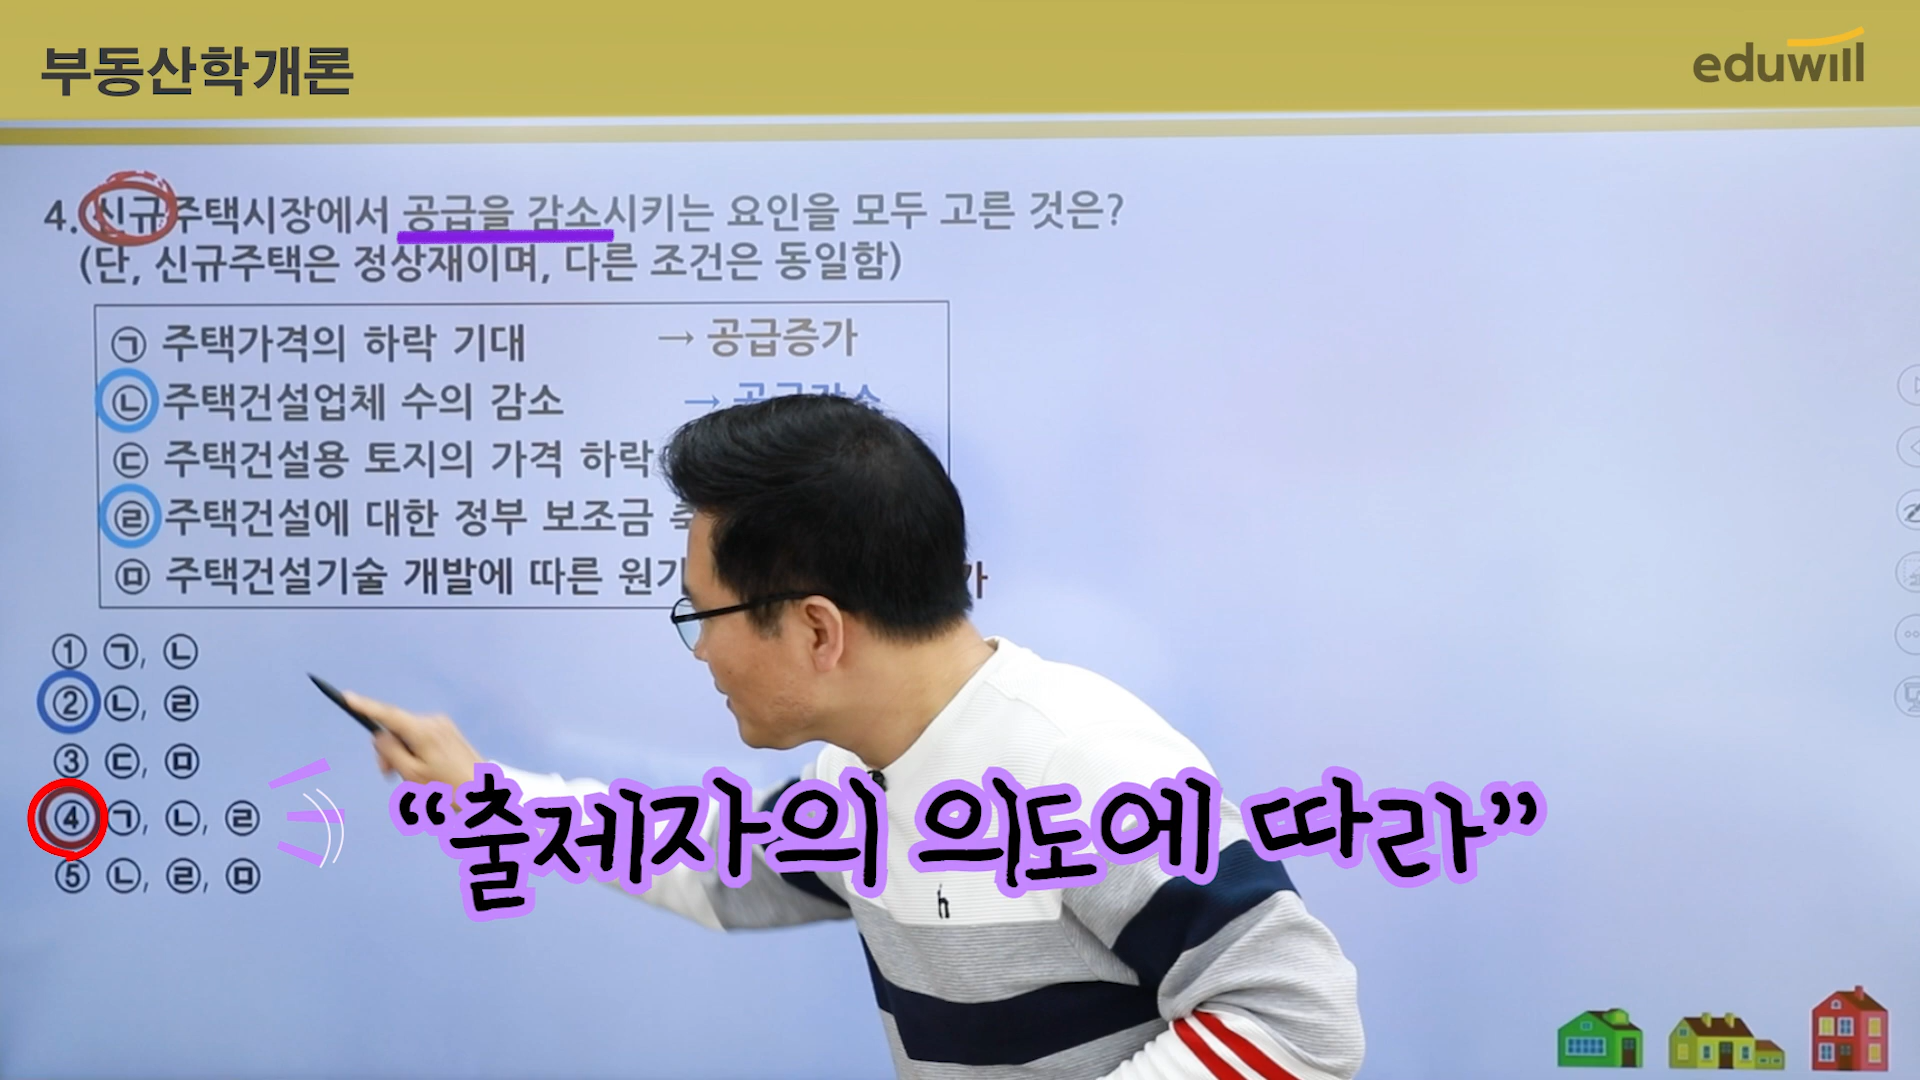 부동산학개론
eduwill
4. 신규주택시장에서 공급을 감소시키는 요인을 모두 고른 것은?
(단, 신규주택은 정상재이며, 다른 조건은 동일함)
㉠ 주택가격의 하락 기대 → 공급증가
㉡ 주택건설업체 수의 감소 → 공급감소
㉢ 주택건설용 토지의 가격 하락
㉣ 주택건설에 대한 정부 보조금
㉤ 주택건설기술 개발에 따른
① ㉠, ㉡
② ㉡, ㉣
③ ㉢, ㉤
④ ㉠, ㉡, ㉣
⑤ ㉡, ㉣, ㉤
“출제자의 의도에 따라”
h